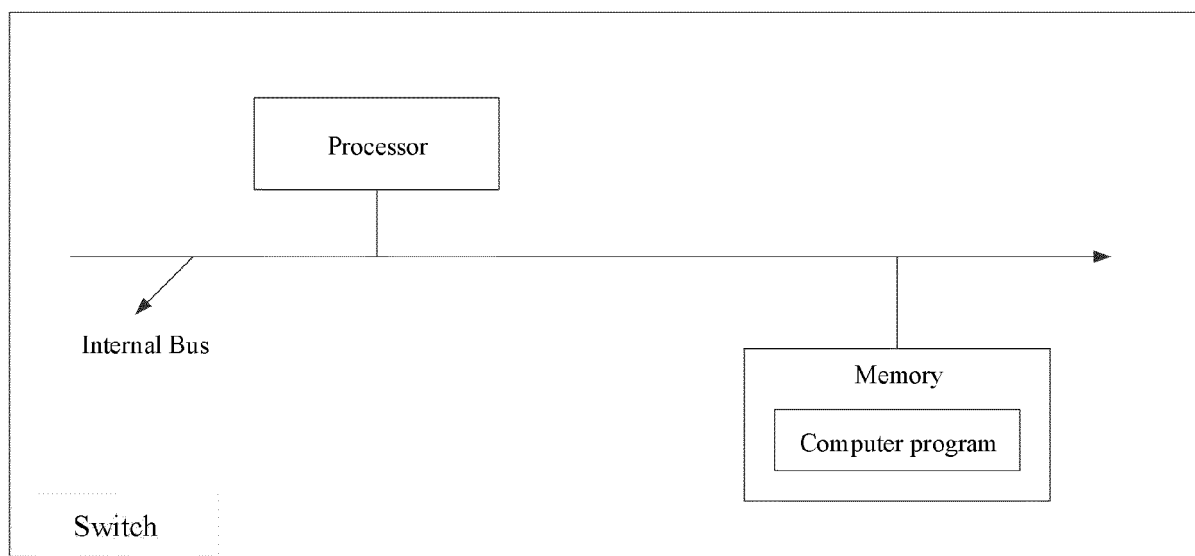 Processor
Internal Bus
Memory
Computer program
Switch